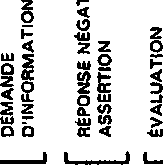 DEMANDE
D'INFORMATION
RÉPONSE NÉGAT
ASSERTION
ÉVALUATION